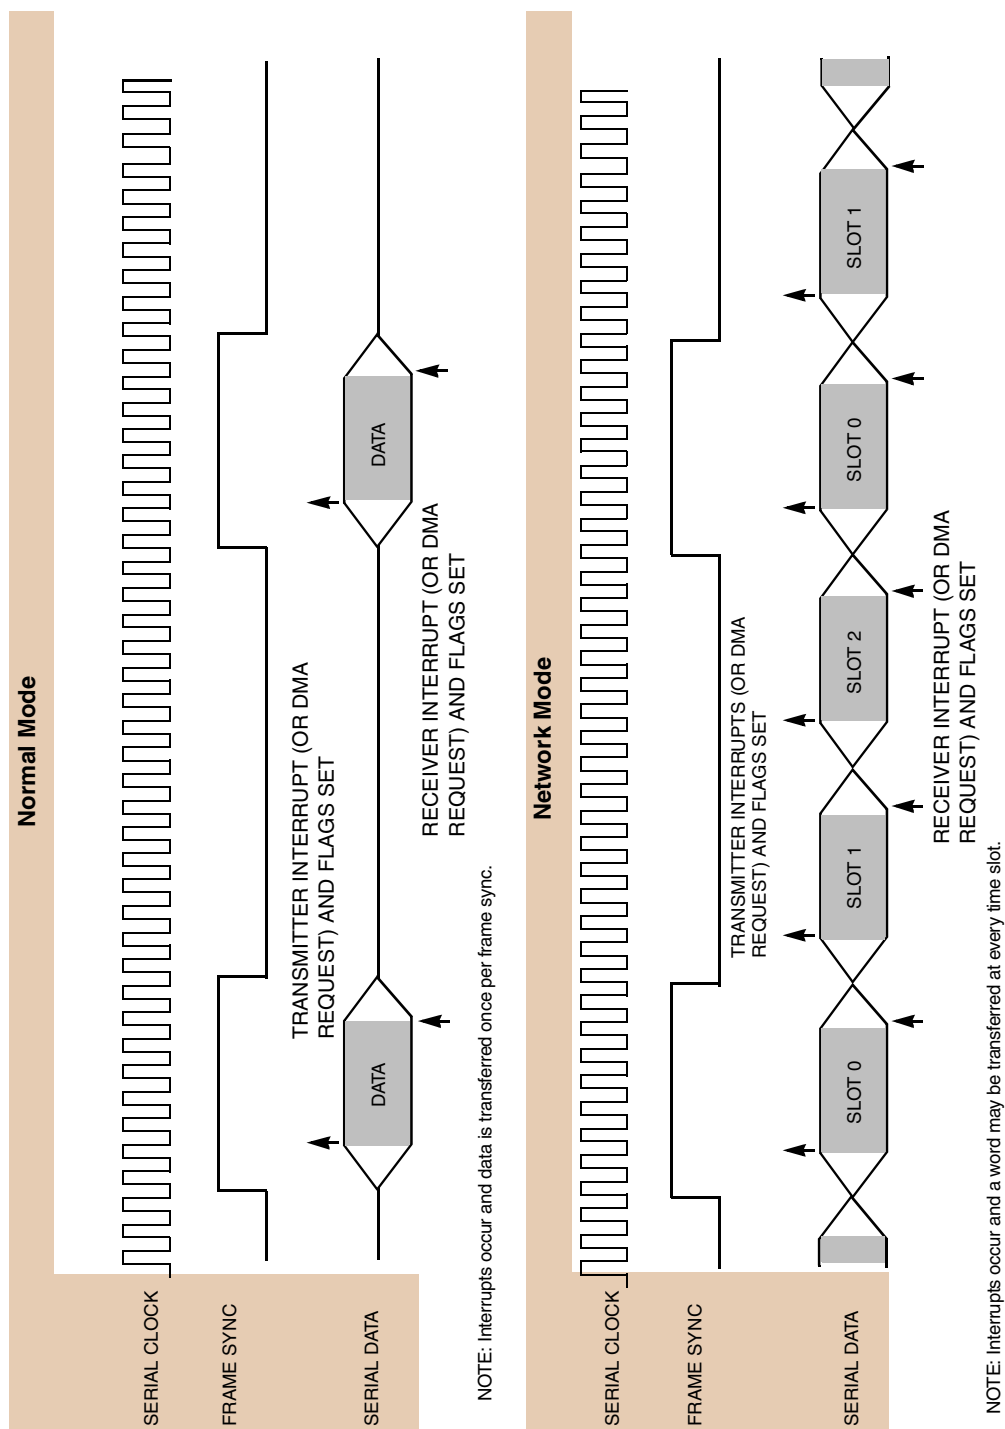 Normal Mode
SERIAL CLOCK
FRAME SYNC
TRANSMITTER INTERRUPT (OR DMA
REQUEST) AND FLAGS SET
SERIAL DATA
DATA
DATA
RECEIVER INTERRUPT (OR DMA
REQUEST) AND FLAGS SET
NOTE: Interrupts occur and data is transferred once per frame sync.
Network Mode
SERIAL CLOCK
FRAME SYNC
TRANSMITTER INTERRUPTS (OR DMA
REQUEST) AND FLAGS SET
SERIAL DATA
SLOT 0
SLOT 1
SLOT 2
SLOT 0
SLOT 1
RECEIVER INTERRUPT (OR DMA
REQUEST) AND FLAGS SET
NOTE: Interrupts occur and a word may be transferred at every time slot.